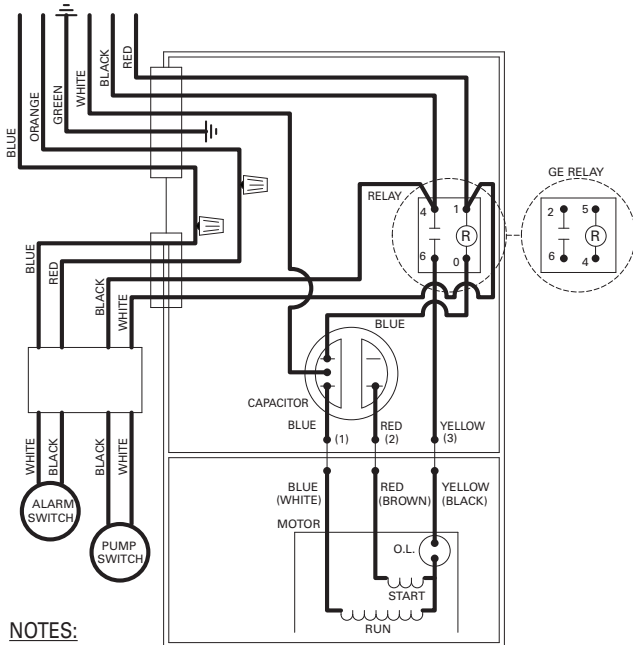 BLUE
ORANGE
GREEN
WHITE
BLACK
RED
GE RELAY
RELAY
4
1
R
6
0
2
5
R
6
4
BLUE
RED
BLACK
WHITE
BLUE
CAPACITOR
BLUE
(1)
RED
(2)
YELLOW
(3)
WHITE
BLACK
BLACK
WHITE
ALARM
SWITCH
PUMP
SWITCH
BLUE
(WHITE)
RED
(BROWN)
YELLOW
(BLACK)
MOTOR
O.L.
START
RUN
NOTES: